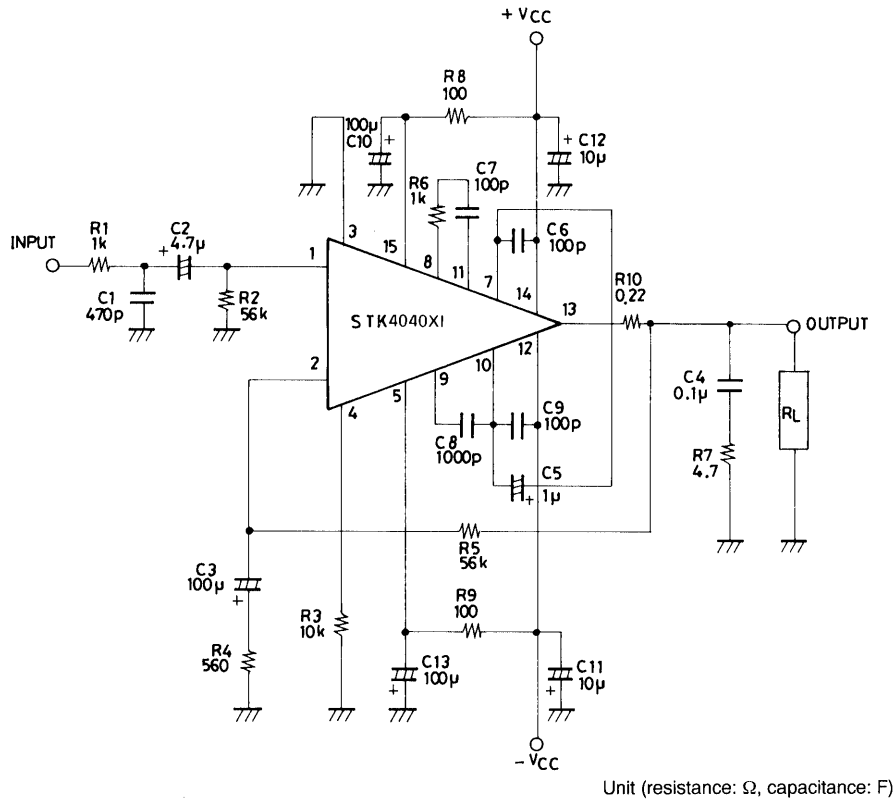 + VCC
R8
100
100μ
C10
+
+
C12
10μ
R6
1k
C7
100p
C6
100p
INPUT
R1
1k
C2
+ 4.7μ
1
3
15
8
11
7
14
13
R10
0.22
OUTPUT
C1
470p
R2
56k
STK4040XI
2
4
5
9
10
12
C8
1000p
C9
100p
C5
+ 1μ
C4
0.1μ
R7
4.7
RL
R5
56k
C3
100μ
+
R4
560
R3
10k
R9
100
C13
100μ
+
C11
10μ
+
- VCC
Unit (resistance: Ω, capacitance: F)